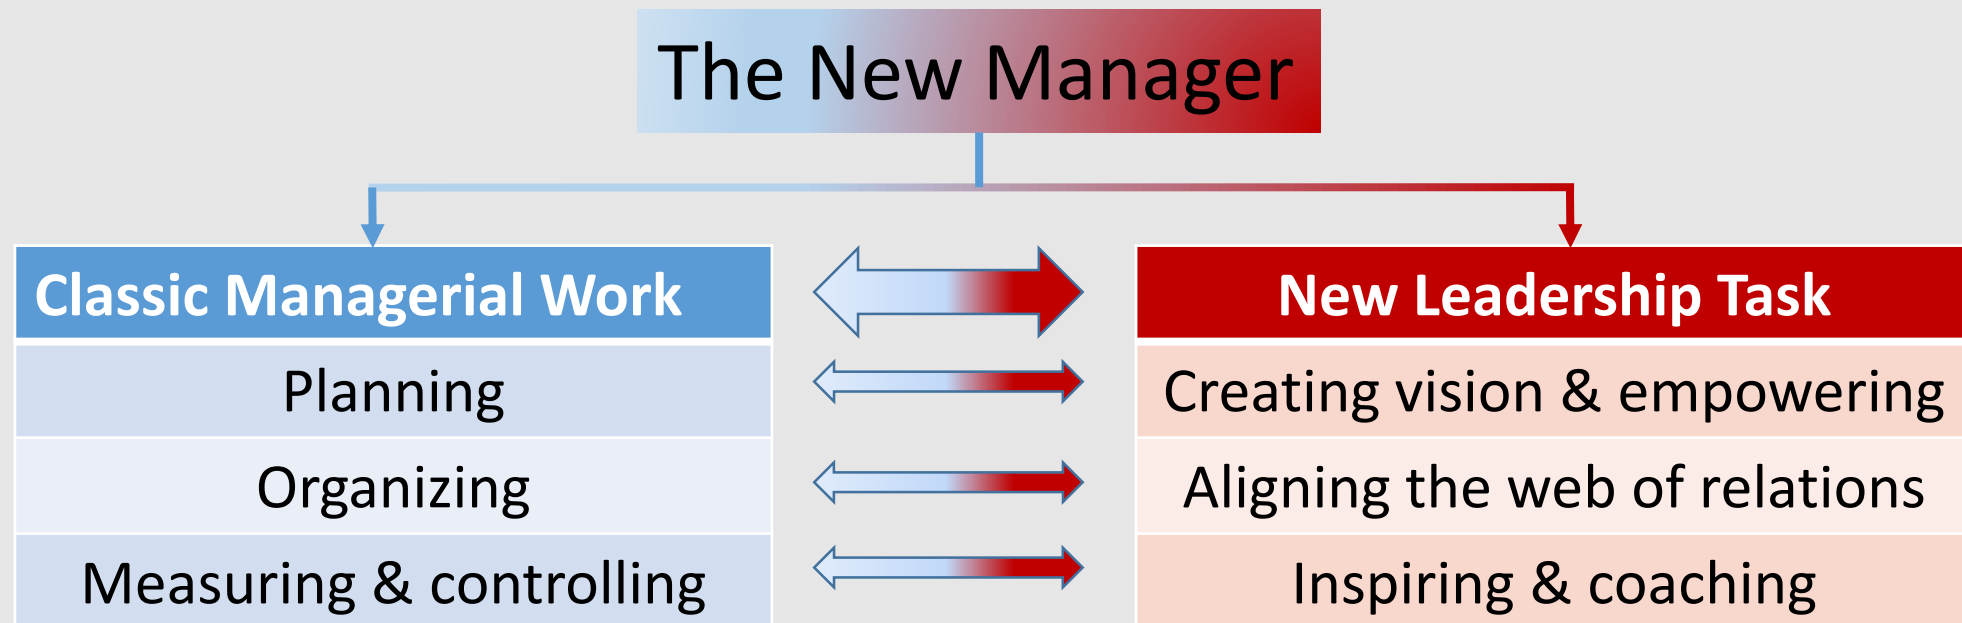 The New Manager
Classic Managerial Work
New Leadership Task
Planning
Creating vision & empowering
Organizing
Aligning the web of relations
Measuring & controlling
Inspiring & coaching